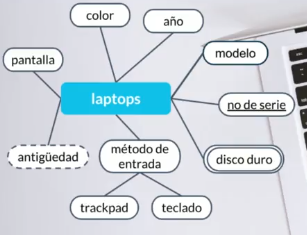 color
año
modelo
pantalla
laptops
no de serie
antigüedad
método de
entrada
disco duro
trackpad
teclado